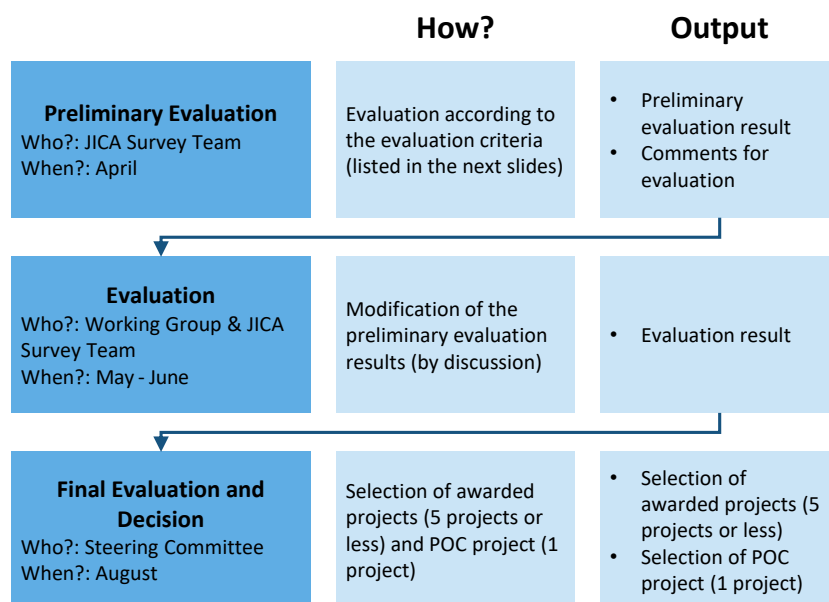 How?
Output
Preliminary Evaluation
Who?: JICA Survey Team
When?: April
Evaluation according to
the evaluation criteria
(listed in the next slides)
• Preliminary
evaluation result
• Comments for
evaluation
Evaluation
Who?: Working Group & JICA
Survey Team
When?: May - June
Modification of the
preliminary evaluation
results (by discussion)
• Evaluation result
Final Evaluation and
Decision
Who?: Steering Committee
When?: August
Selection of awarded
projects (5 projects or
less) and POC project (1
project)
• Selection of
awarded projects (5
projects or less)
• Selection of POC
project (1 project)